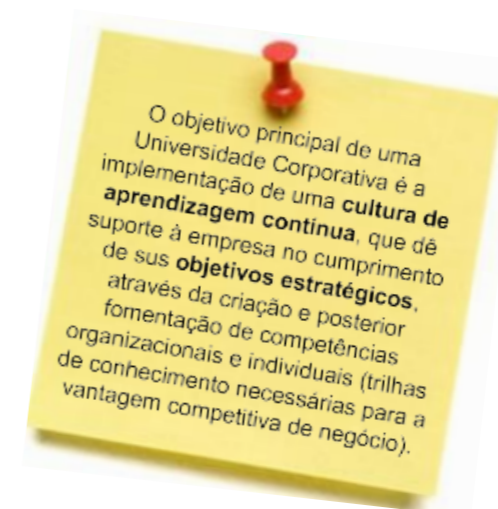 O objetivo principal de uma
Universidade Corporativa é a
implementação de uma cultura de
aprendizagem contínua, que dê
suporte à empresa no cumprimento
de sus objetivos estratégicos,
através da criação e posterior
fomentação de competências
organizacionais e individuais (trilhas
de conhecimento necessárias para a
vantagem competitiva de negócio).